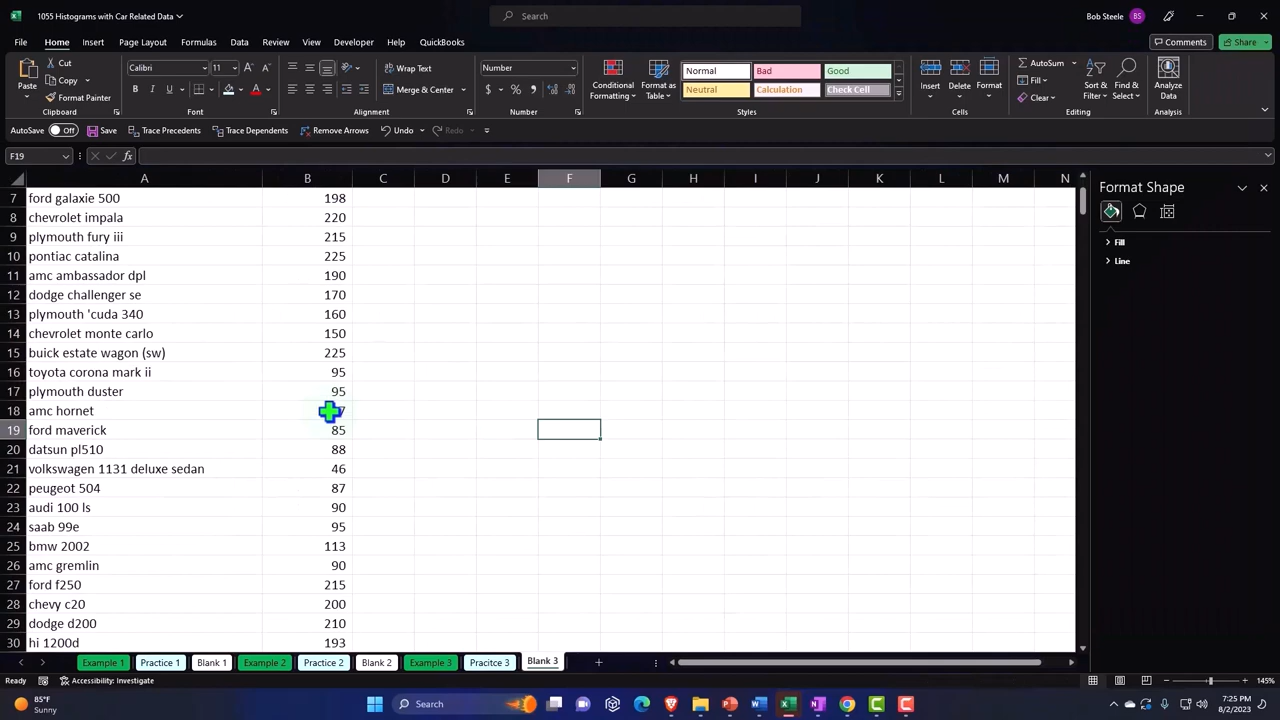 1055 Histograms with Car Related Data
Search
Bob Steele BS
File Home Insert Page Layout Formulas Data Review View Developer Help QuickBooks
Comments Share
Paste Cut Copy Format Painter
Calibri 11
Wrap Text
Merge & Center
Number
Conditional Formatting Format as Table
Normal Bad Good
Neutral Calculation Check Cell
Insert Delete Format
AutoSum Fill Clear
Sort & Filter Find & Select Analyze Data
Clipboard Font Alignment Number Styles Cells Editing Analysis
AutoSave Off Save Trace Precedents Trace Dependents Remove Arrows Undo Redo
F19 fx
Format Shape
A B C D E F G H I J K L M N
7 ford galaxie 500 198
8 chevrolet impala 220
9 plymouth fury iii 215
10 pontiac catalina 225
11 amc ambassador dpl 190
12 dodge challenger se 170
13 plymouth 'cuda 340 160
14 chevrolet monte carlo 150
15 buick estate wagon (sw) 225
16 toyota corona mark ii 95
17 plymouth duster 95
18 amc hornet
19 ford maverick 85
20 datsun pl510 88
21 volkswagen 1131 deluxe sedan 46
22 peugeot 504 87
23 audi 100 ls 90
24 saab 99e 95
25 bmw 2002 113
26 amc gremlin 90
27 ford f250 215
28 chevy c20 200
29 dodge d200 210
30 hi 1200d 193
Fill
Line
Example 1 Practice 1 Blank 1 Example 2 Practice 2 Blank 2 Example 3 Pracitce 3 Blank 3
Ready Accessibility: Investigate
145%
85°F
Sunny
Search
7:25 PM
8/2/2023